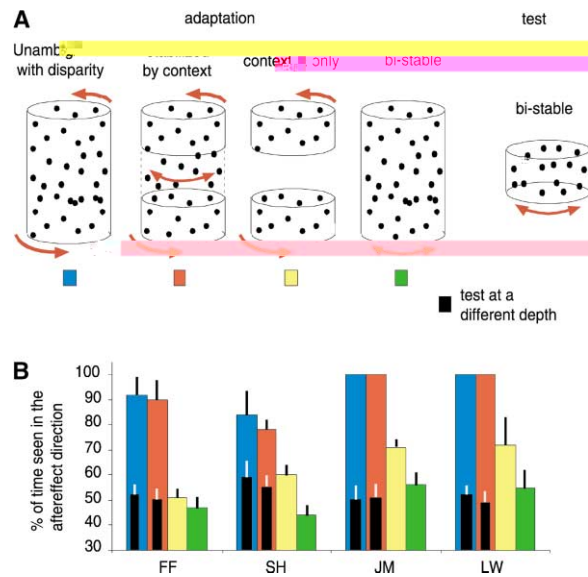 A
adaptation
test
with disparity
by context
context only
bi-stable
bi-stable
test at a
different depth
B
% of time seen in the
aftereffect direction
100
90
80
70
60
50
40
30
FF
SH
JM
LW